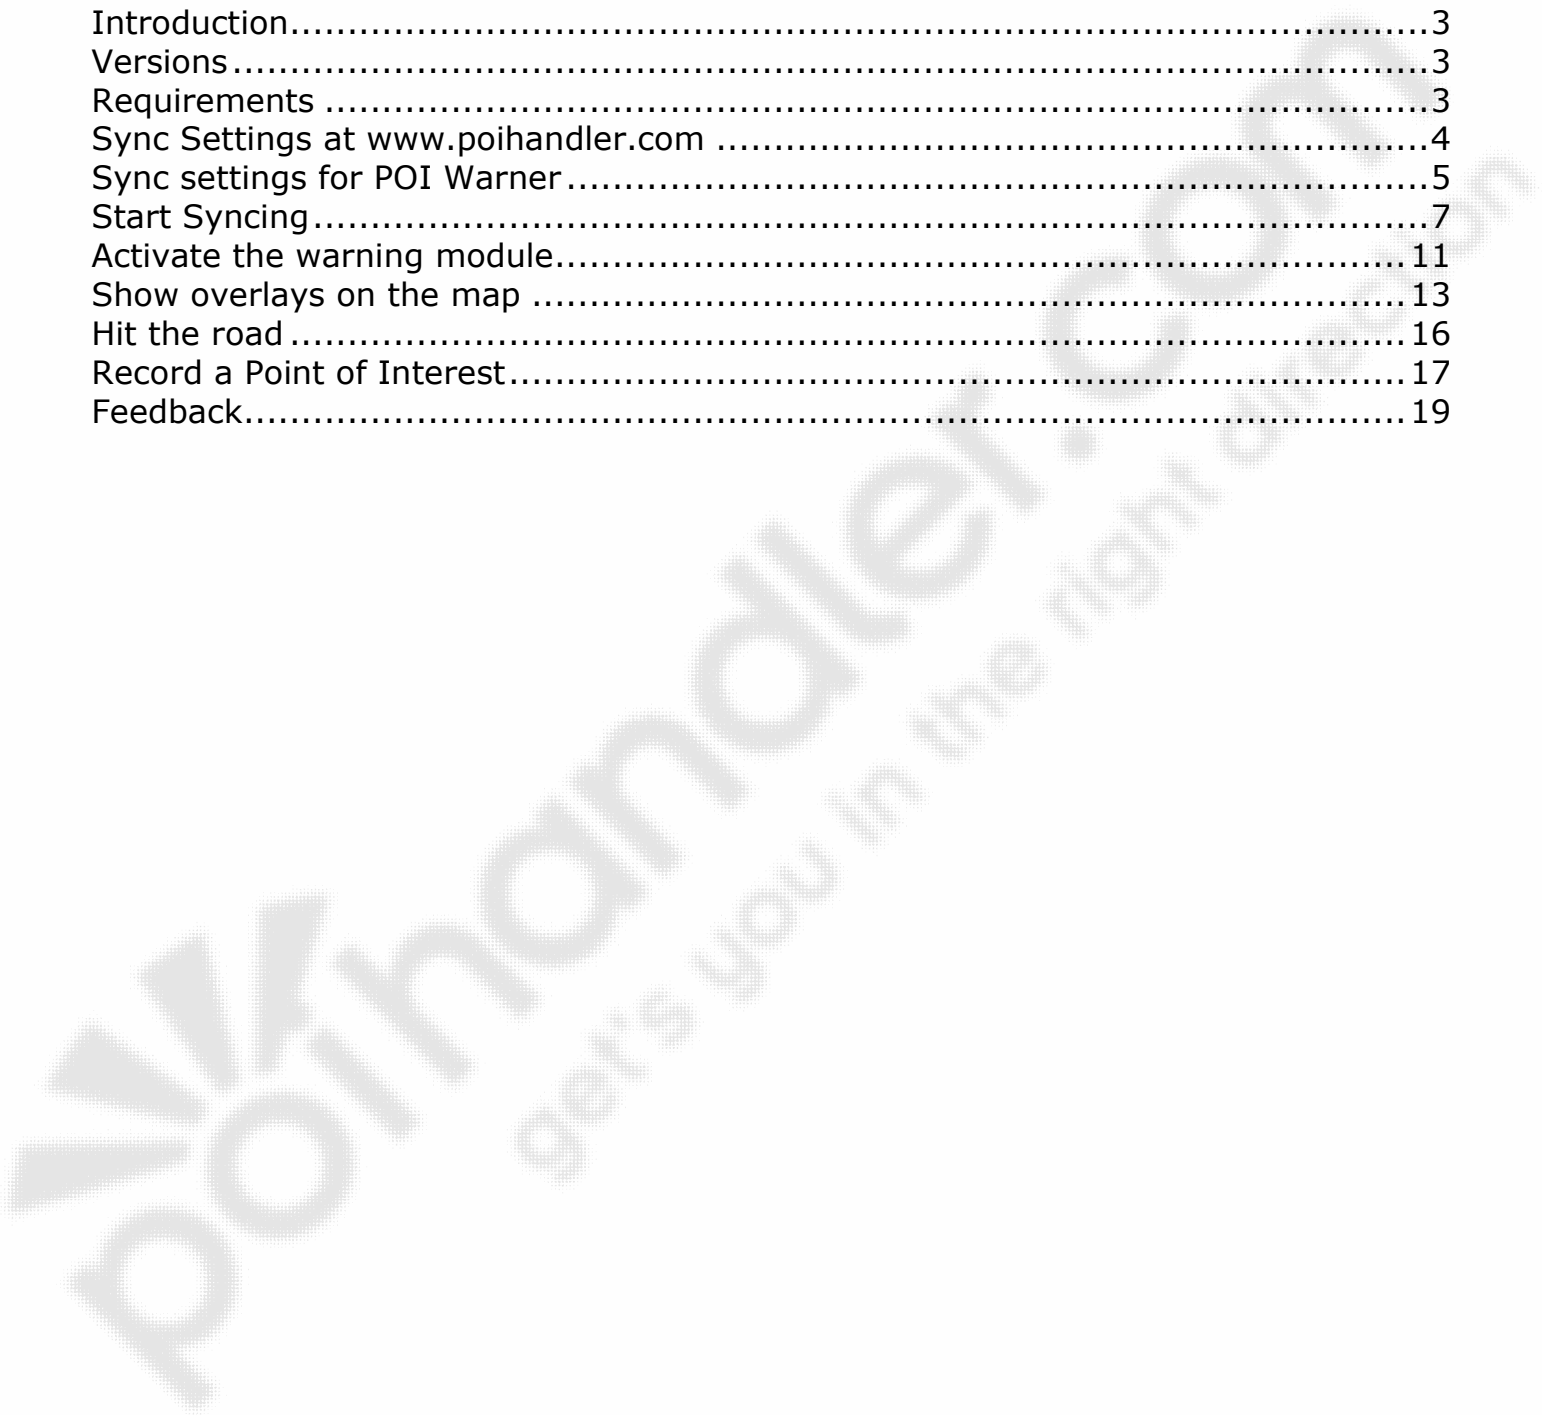 Introduction..........................................................................................................3
Versions................................................................................................................3
Requirements.......................................................................................................3
Sync Settings at www.poihandler.com..................................................................4
Sync settings for POI Warner................................................................................5
Start Syncing........................................................................................................7
Activate the warning module...............................................................................11
Show overlays on the map..................................................................................13
Hit the road........................................................................................................16
Record a Point of Interest....................................................................................17
Feedback............................................................................................................19
poihandler.com
get's you in the right direction